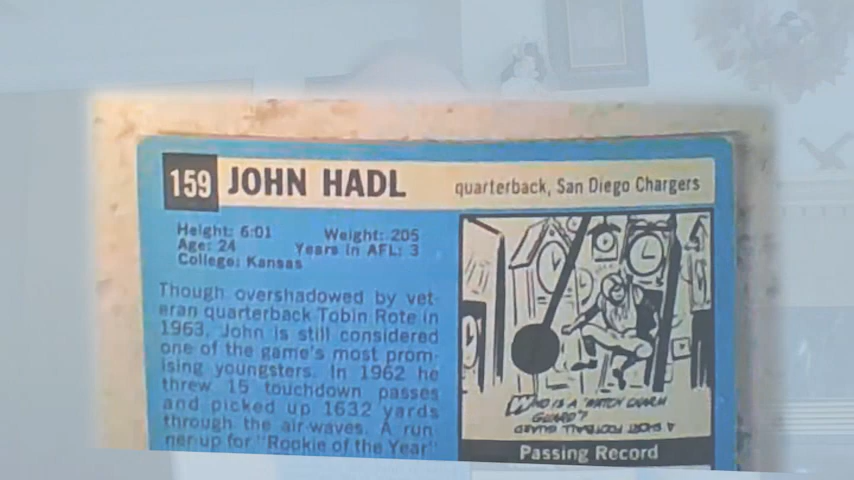 159 JOHN HADL quarterback, San Diego Chargers
Height: 6:01 Weight: 205
Age: 24 Years in AFL: 3
College: Kansas
Though overshadowed by vet-
eran quarterback Tobin Rote in
1963, John is still considered
one of the game's most prom-
ising youngsters. In 1962 he
threw 15 touchdown passes
and picked up 1632 yards
through the air-waves. A run-
ner-up for "Rookie of the Year"
WHO IS A "WATCH CHARM
GUARD"?
A SHORT FOOTBALL GUARD
Passing Record